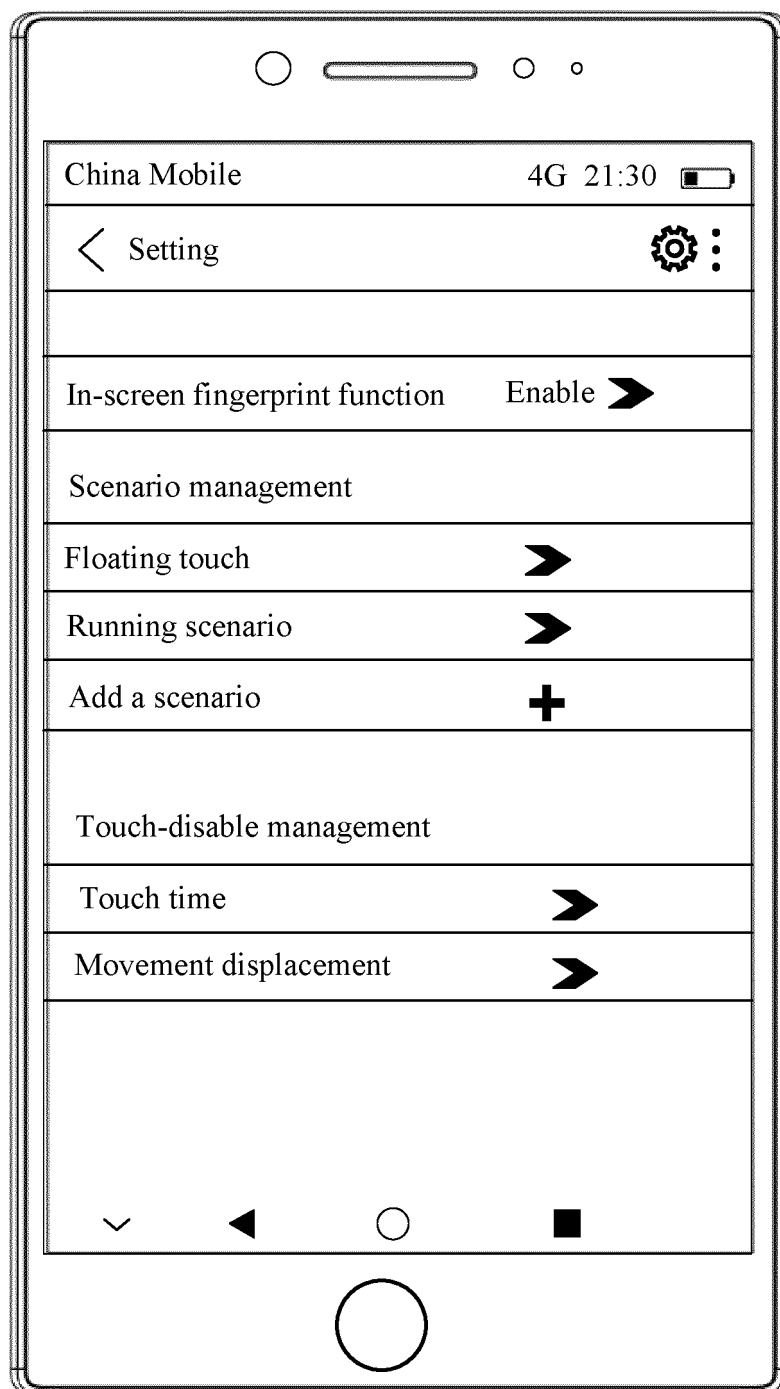 China Mobile 4G 21:30
Setting
In-screen fingerprint function Enable
Scenario management
Floating touch
Running scenario
Add a scenario
Touch-disable management
Touch time
Movement displacement